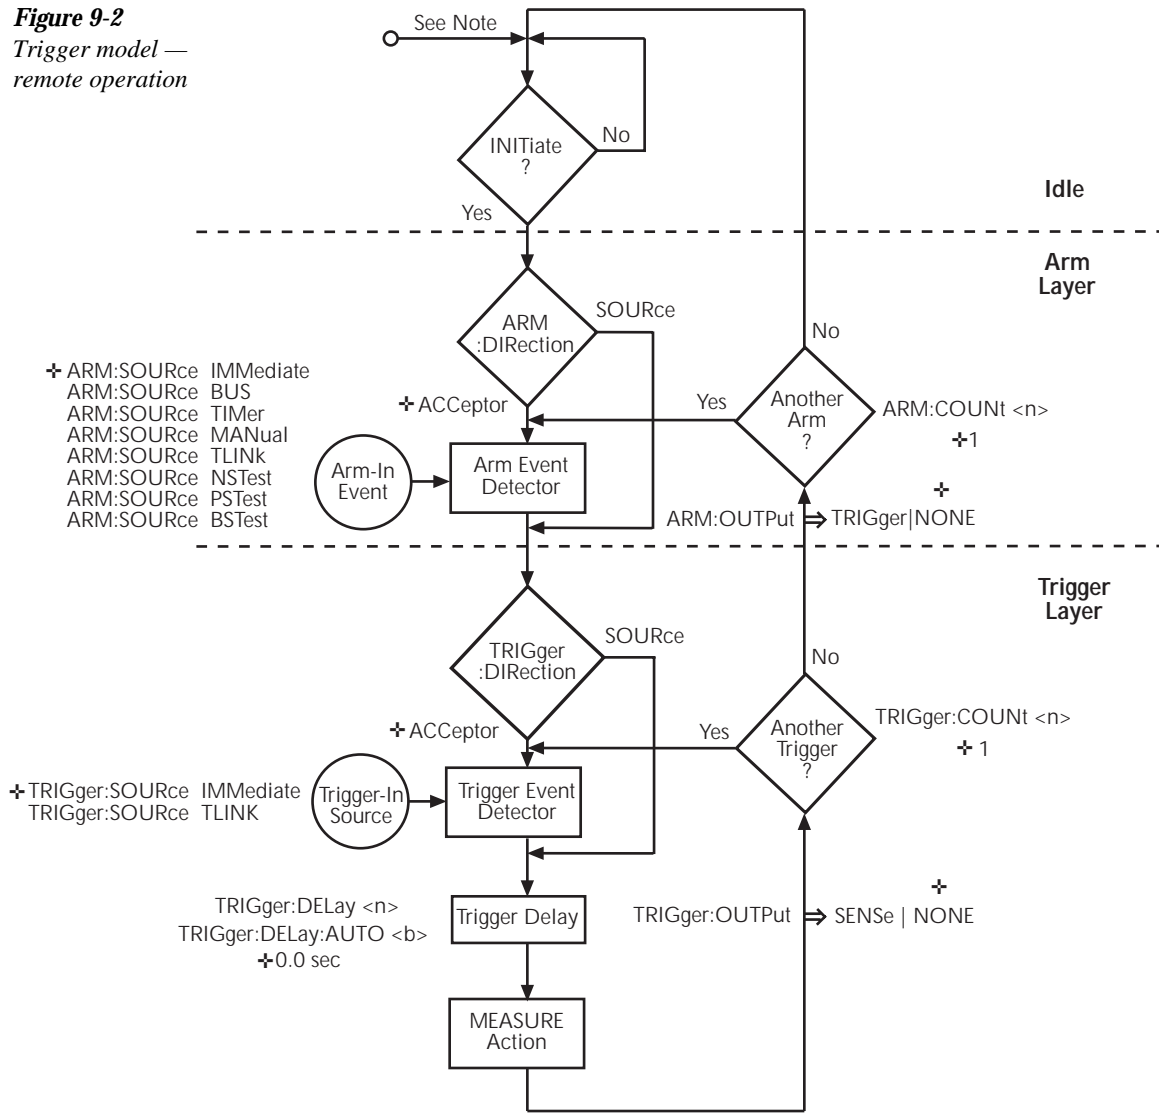 Figure 9-2
Trigger model —
remote operation
See Note
INITiate
?
No
Yes
Idle
Arm
Layer
ARM
:DIRection
SOURce
✛ ACCeptor
✛ ARM:SOURce IMMediate
ARM:SOURce BUS
ARM:SOURce TIMer
ARM:SOURce MANual
ARM:SOURce TLINk
ARM:SOURce NSTest
ARM:SOURce PSTest
ARM:SOURce BSTest
Arm-In
Event
Arm Event
Detector
Yes
Another
Arm
?
No
ARM:COUNt <n>
✛1
✛
ARM:OUTPut ⇒ TRIGger|NONE
Trigger
Layer
TRIGger
:DIRection
SOURce
✛ ACCeptor
✛ TRIGger:SOURce IMMediate
TRIGger:SOURce TLINK
Trigger-In
Source
Trigger Event
Detector
Yes
Another
Trigger
?
No
TRIGger:COUNt <n>
✛ 1
TRIGger:DELay <n>
TRIGger:DELay:AUTO <b>
✛0.0 sec
Trigger Delay
✛
TRIGger:OUTPut ⇒ SENSe | NONE
MEASURE
Action